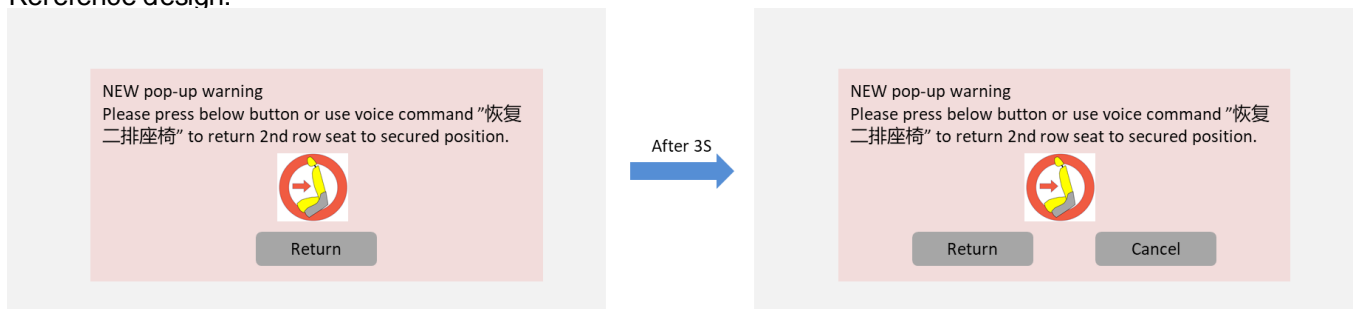 Reference design:
NEW pop-up warning
Please press below button or use voice command ”恢复
二排座椅” to return 2nd row seat to secured position.
Return
After 3S
NEW pop-up warning
Please press below button or use voice command ”恢复
二排座椅” to return 2nd row seat to secured position.
Return
Cancel